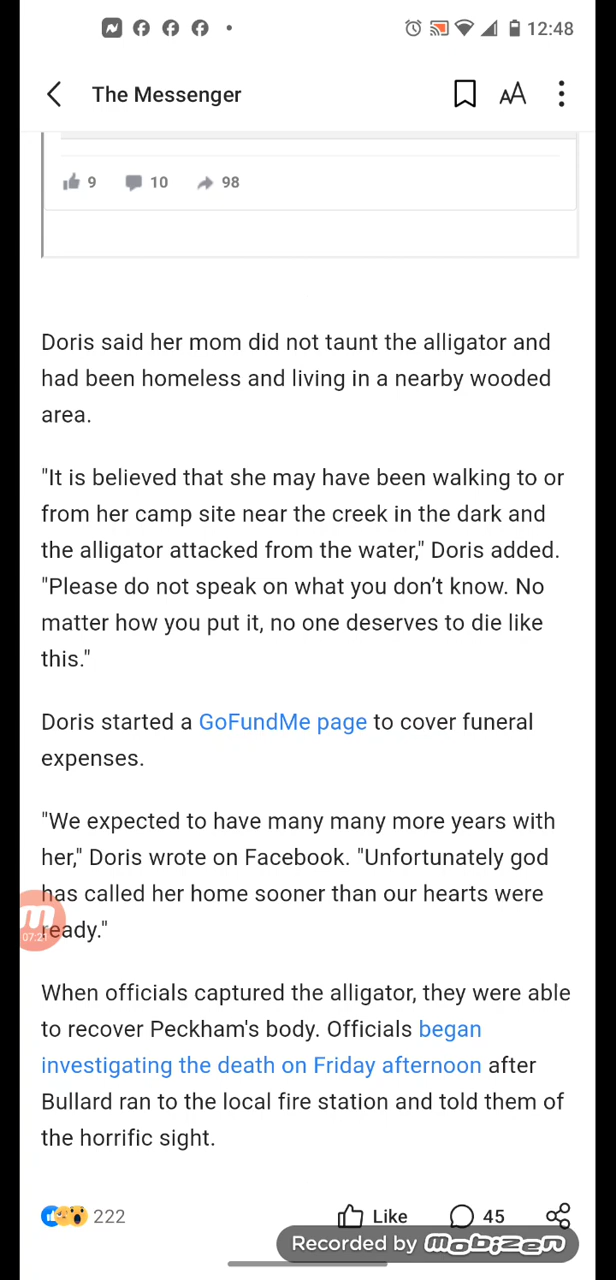 12:48
The Messenger
AA
9 10 98
Doris said her mom did not taunt the alligator and
had been homeless and living in a nearby wooded
area.
"It is believed that she may have been walking to or
from her camp site near the creek in the dark and
the alligator attacked from the water," Doris added.
"Please do not speak on what you don’t know. No
matter how you put it, no one deserves to die like
this."
Doris started a GoFundMe page to cover funeral
expenses.
"We expected to have many many more years with
her," Doris wrote on Facebook. "Unfortunately god
has called her home sooner than our hearts were
ready."
When officials captured the alligator, they were able
to recover Peckham's body. Officials began
investigating the death on Friday afternoon after
Bullard ran to the local fire station and told them of
the horrific sight.
222 Like 45
Recorded by mobizen